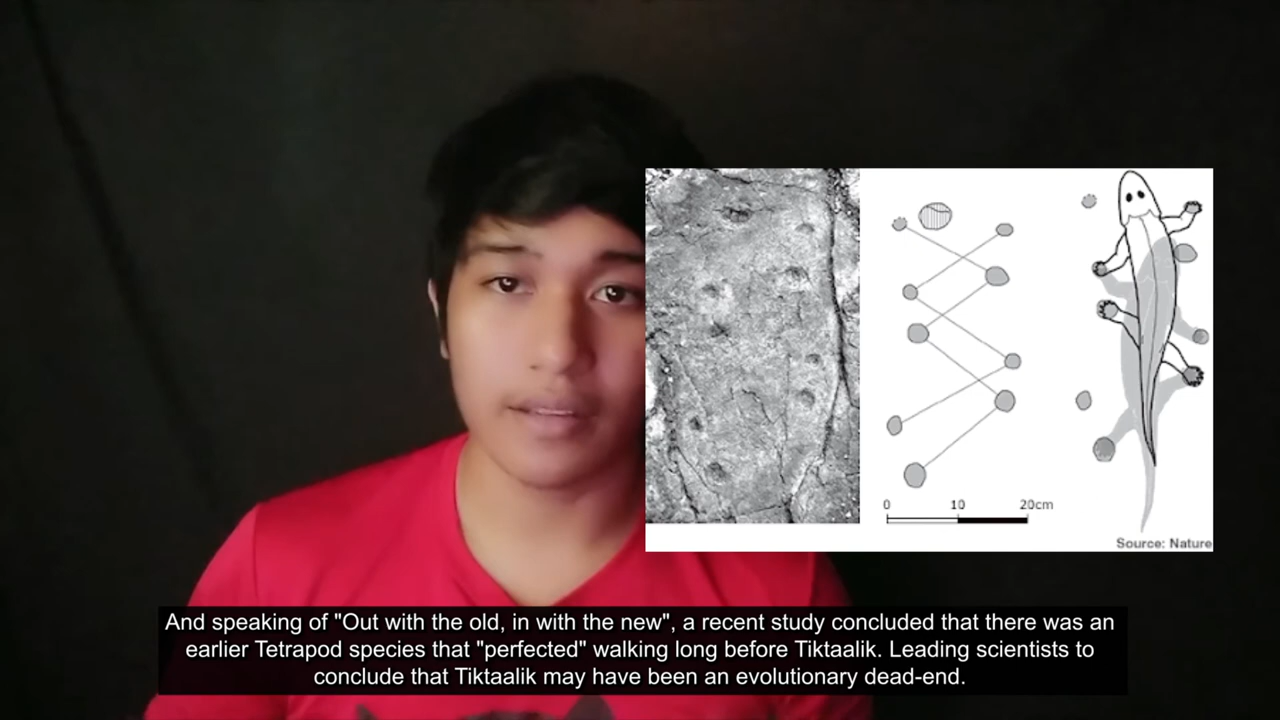 0 10 20cm
Source: Nature
And speaking of "Out with the old, in with the new", a recent study concluded that there was an
earlier Tetrapod species that "perfected" walking long before Tiktaalik. Leading scientists to
conclude that Tiktaalik may have been an evolutionary dead-end.